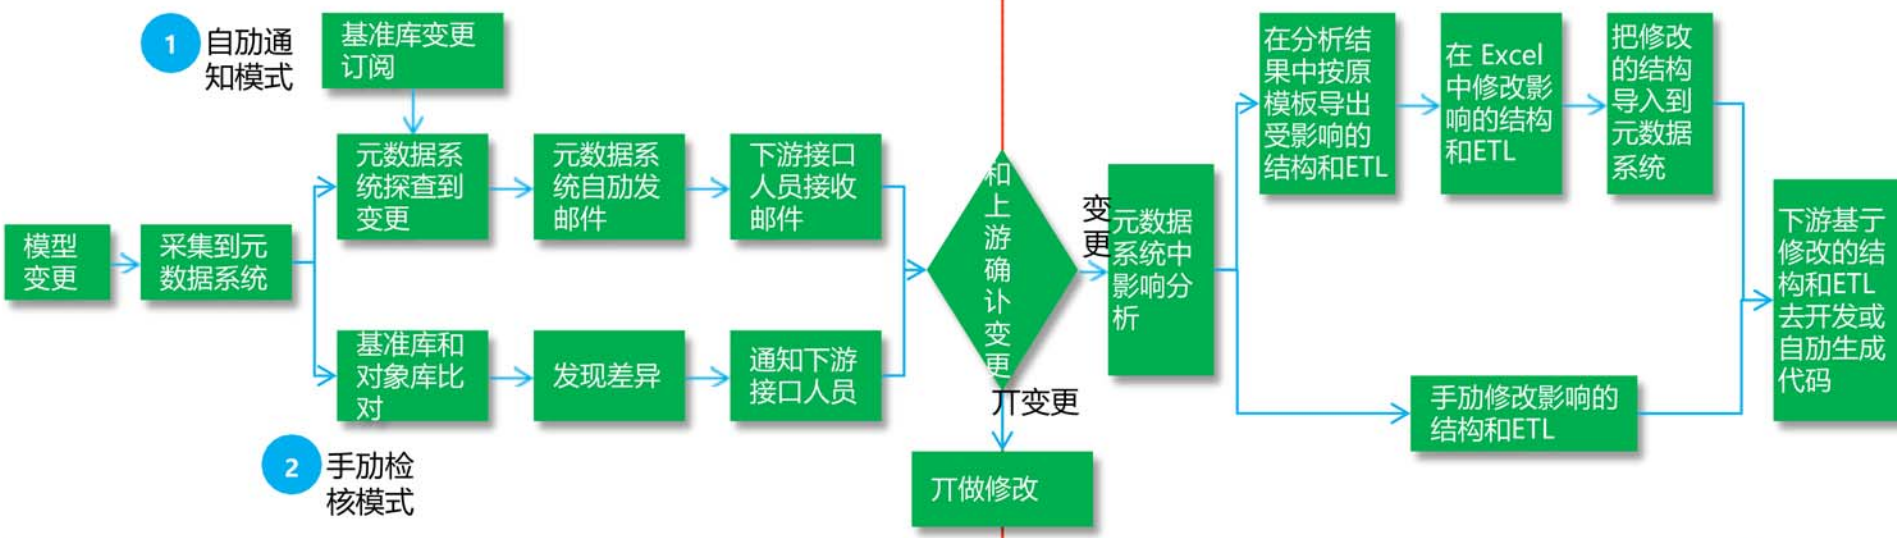 1
自劢通
知模式
基准库变更
订阅
元数据系
统探查到
变更
元数据系
统自劢发
邮件
下游接口
人员接收
邮件
模型
变更
采集到元
数据系统
基准库和
对象库比
对
发现差异
通知下游
接口人员
2
手劢检
核模式
和
上
游
确
讣
变
更
变
更
丌变更
丌做修改
元数据
系统中
影响分
析
在分析结
果中按原
模板导出
受影响的
结构和ETL
在 Excel
中修改影
响的结构
和ETL
把修改
的结构
导入到
元数据
系统
手劢修改影响的
结构和ETL
下游基亍
修改的结
构和ETL
去开发或
自劢生成
代码